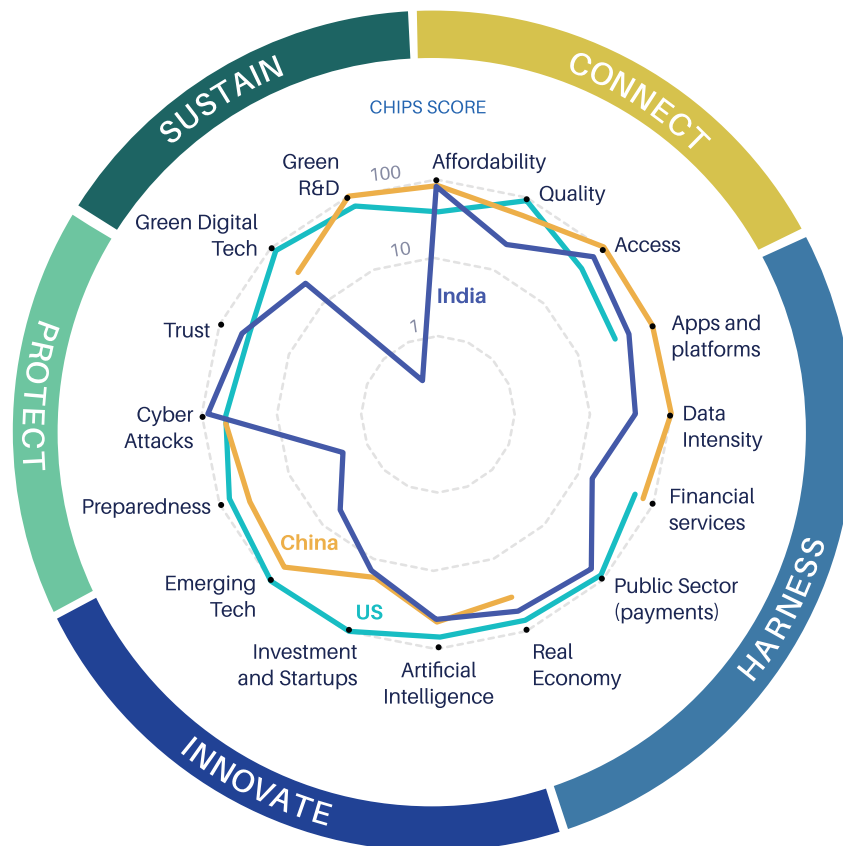 SUSTAIN
CONNECT
CHIPS SCORE
Green
R&D
100
Affordability
Quality
Green Digital
Tech
Access
10
India
Trust
1
Apps and
platforms
Cyber
Attacks
Data
Intensity
PROTECT
Preparedness
Financial
services
China
Emerging
Tech
US
Public Sector
(payments)
HARNESS
Investment
and Startups
Artificial
Intelligence
Real
Economy
INNOVATE